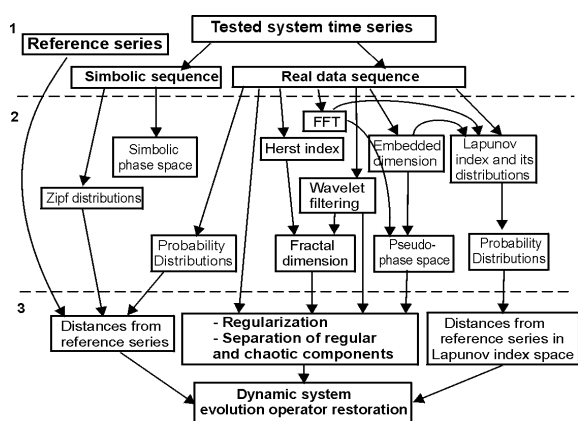 1
Tested system time series
Reference series
Simbolic sequence
Real data sequence
2
FFT
Simbolic
phase space
Herst index
Embedded
dimension
Lapunov
index and its
distributions
Zipf distributions
Wavelet
filtering
Probability
Distributions
Fractal
dimension
Pseudo-
phase space
Probability
Distributions
3
Distances from
reference series
- Regularization
- Separation of regular
and chaotic components
Distances from
reference series in
Lapunov index space
Dynamic system
evolution operator restoration